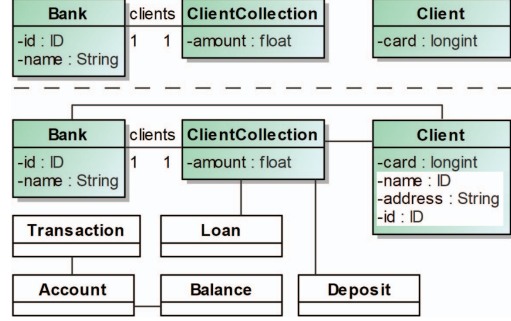 Bank
clients
ClientCollection
Client
-id : ID
-name : String
1 1
-amount : float
-card : longint
Bank
clients
ClientCollection
Client
-id : ID
-name : String
1 1
-amount : float
-card : longint
-name : ID
-address : String
-id : ID
Transaction
Loan
Account
Balance
Deposit